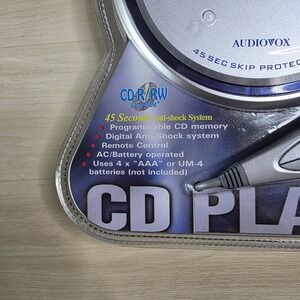 AUDIOVOX
45 SEC SKIP PROTEC
CD-R/RW
45 Second Anti-shock System
• Programmable CD memory
• Digital Anti-Shock system
• Remote Control
• AC/Battery operated
• Uses 4 x "AAA" or UM-4
batteries (not included)
CD PLA